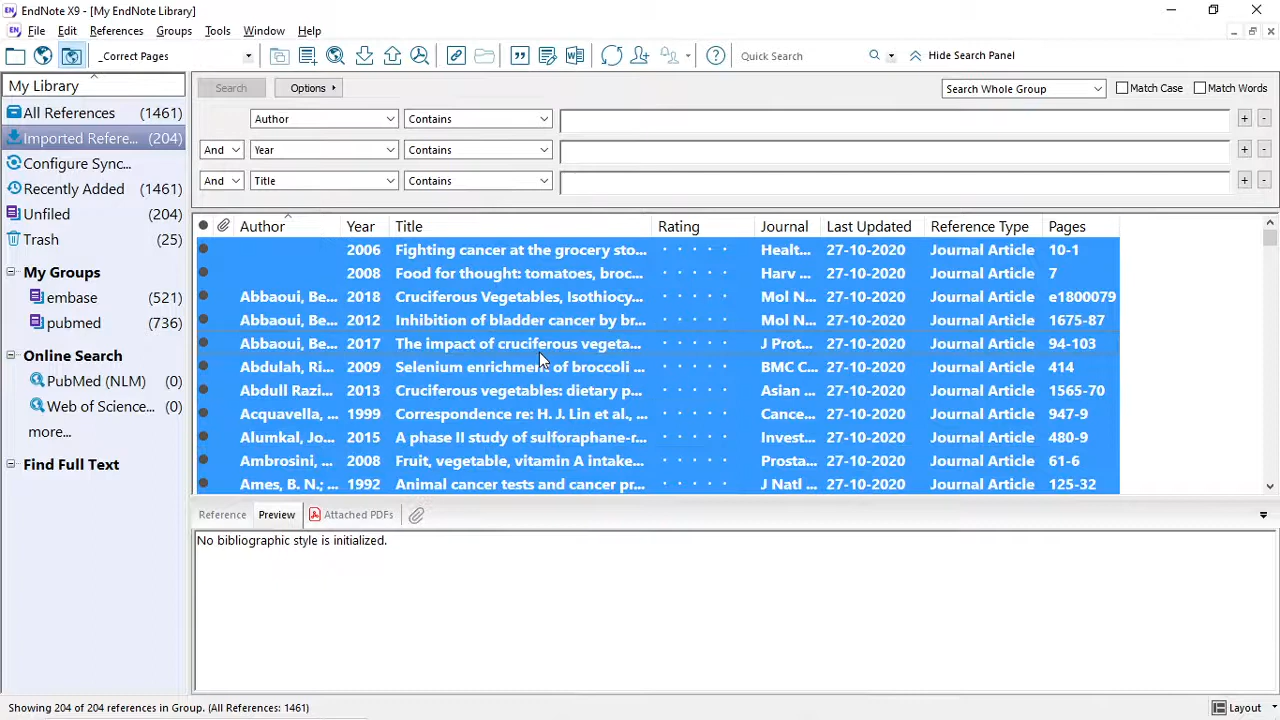 EndNote X9 - [My EndNote Library]
File Edit References Groups Tools Window Help
_Correct Pages
Quick Search
Hide Search Panel
My Library
All References (1461)
Imported Refere... (204)
Configure Sync...
Recently Added (1461)
Unfiled (204)
Trash (25)
My Groups
embase (521)
pubmed (736)
Online Search
PubMed (NLM) (0)
Web of Science... (0)
more...
Find Full Text
Search Options Search Whole Group Match Case Match Words
Author Contains + -
And Year Contains + -
And Title Contains + -
Author Year Title Rating Journal Last Updated Reference Type Pages
2006 Fighting cancer at the grocery sto... Healt... 27-10-2020 Journal Article 10-1
2008 Food for thought: tomatoes, broc... Harv ... 27-10-2020 Journal Article 7
Abbaoui, Be... 2018 Cruciferous Vegetables, Isothiocy... Mol N... 27-10-2020 Journal Article e1800079
Abbaoui, Be... 2012 Inhibition of bladder cancer by br... Mol N... 27-10-2020 Journal Article 1675-87
Abbaoui, Be... 2017 The impact of cruciferous vegeta... J Prot... 27-10-2020 Journal Article 94-103
Abdulah, Ri... 2009 Selenium enrichment of broccoli ... BMC C... 27-10-2020 Journal Article 414
Abdull Razi... 2013 Cruciferous vegetables: dietary p... Asian ... 27-10-2020 Journal Article 1565-70
Acquavella, ... 1999 Correspondence re: H. J. Lin et al., ... Cance... 27-10-2020 Journal Article 947-9
Alumkal, Jo... 2015 A phase II study of sulforaphane-r... Invest... 27-10-2020 Journal Article 480-9
Ambrosini, ... 2008 Fruit, vegetable, vitamin A intake... Prosta... 27-10-2020 Journal Article 61-6
Ames, B. N.; ... 1992 Animal cancer tests and cancer pr... J Natl ... 27-10-2020 Journal Article 125-32
Reference Preview Attached PDFs
No bibliographic style is initialized.
Showing 204 of 204 references in Group. (All References: 1461)
Layout